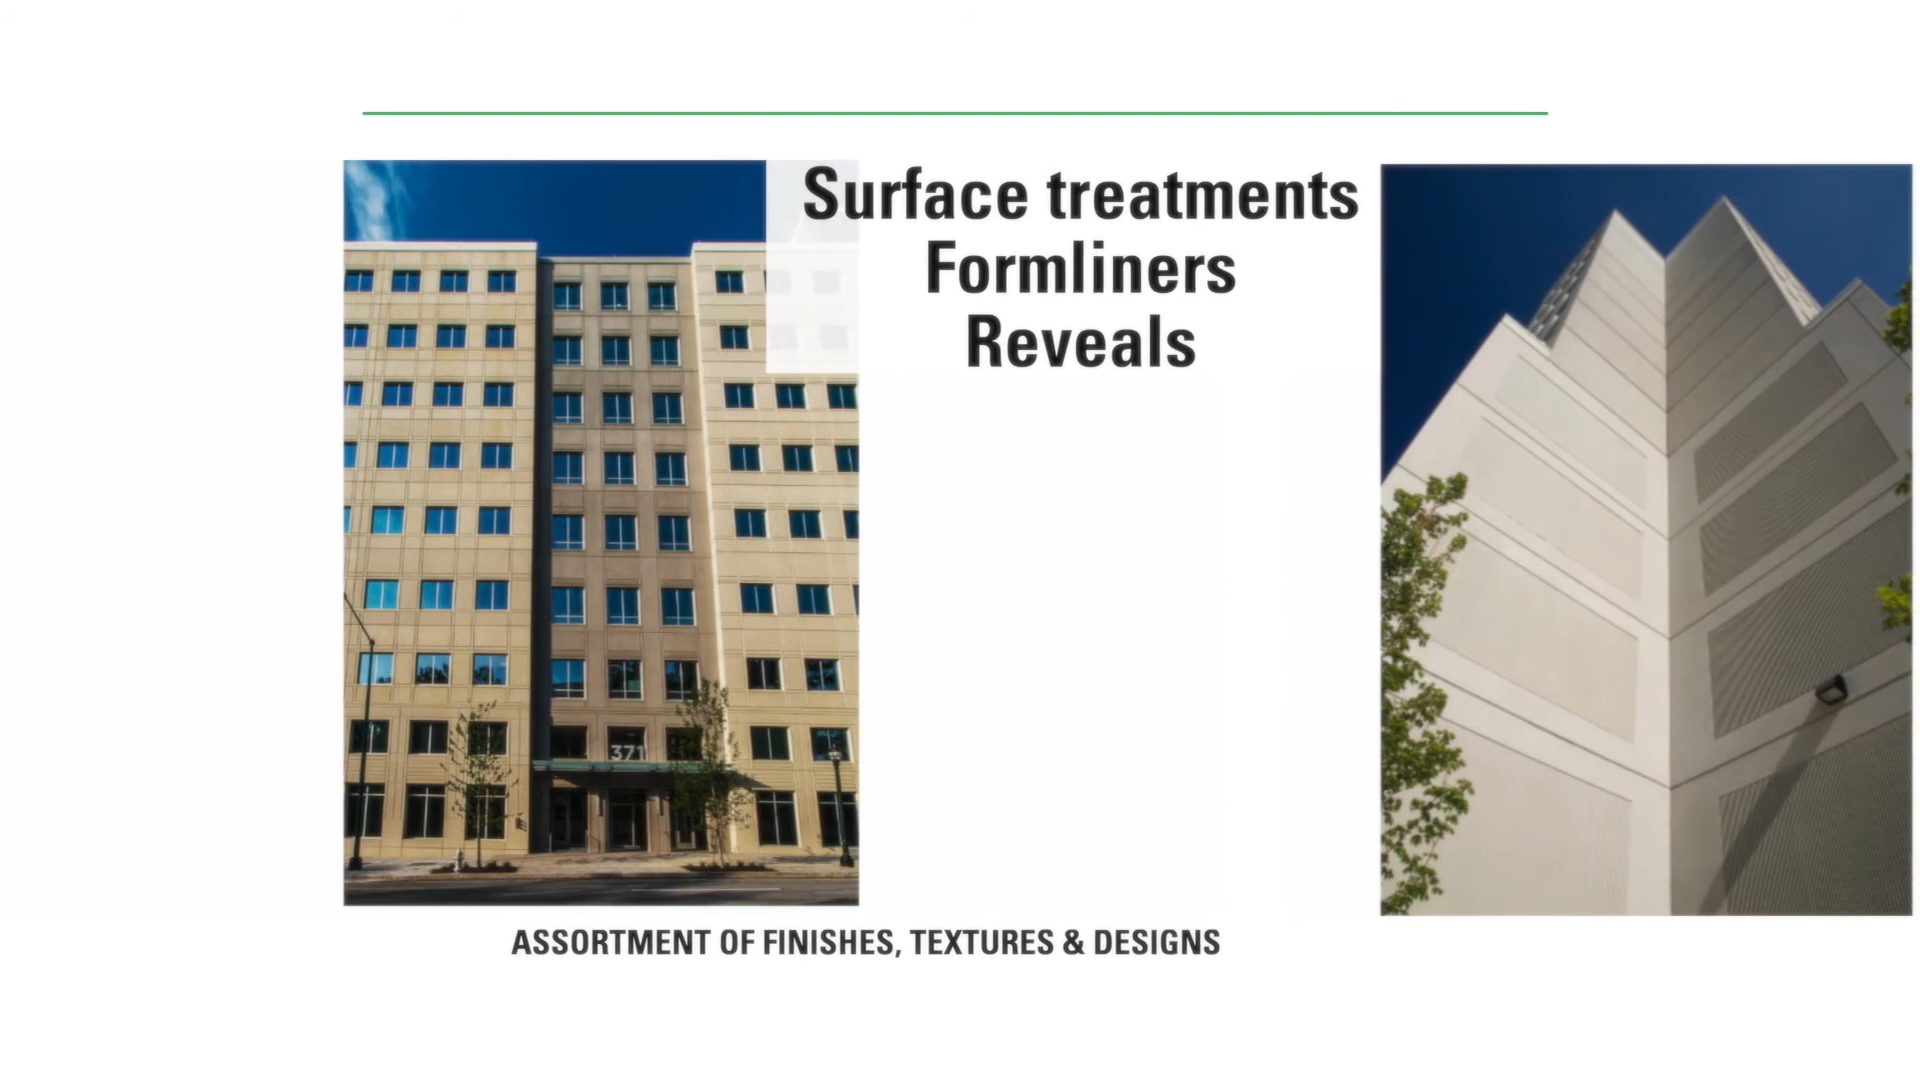 Surface treatments
Formliners
Reveals
371
ASSORTMENT OF FINISHES, TEXTURES & DESIGNS